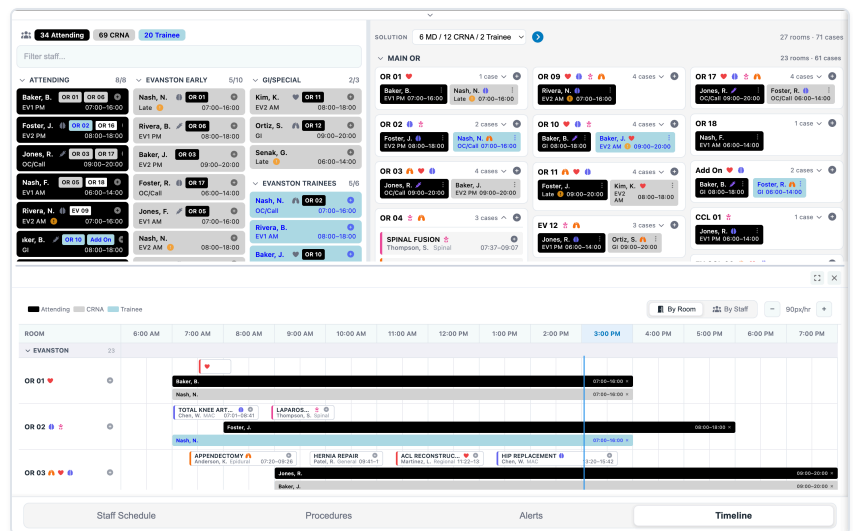 34 Attending 69 CRNA 20 Trainee
Filter staff...
ATTENDING 8/8
Baker, B. OR 01 OR 06
EV1 PM 07:00–16:00
Foster, J. OR 02 OR 16
EV2 PM 08:00–18:00
Jones, R. OR 03 OR 17
OC/Call 09:00–20:00
Nash, F. OR 05 OR 18
EV1 AM 06:00–14:00
Rivera, N. EV 09
EV2 AM 07:00–16:00
aker, B. OR 10 Add On
GI 08:00–18:00
EVANSTON EARLY 5/10
Nash, N. OR 01
Late 07:00–16:00
Rivera, B. OR 06
EV1 PM 08:00–18:00
Baker, J. OR 03
EV2 PM 09:00–20:00
Foster, R. OR 17
OC/Call 06:00–14:00
Jones, F. OR 05
EV1 AM 07:00–16:00
Nash, N.
EV2 AM 08:00–18:00
GI/SPECIAL 2/3
Kim, K. OR 11
EV2 AM 08:00–18:00
Ortiz, S. OR 12
GI 09:00–20:00
Senak, G.
Late 06:00–14:00
EVANSTON TRAINEES 5/6
Nash, N. OR 02
OC/Call 07:00–16:00
Rivera, B.
EV1 AM 08:00–18:00
Baker, J. OR 10
SOLUTION 6 MD / 12 CRNA / 2 Trainee 27 rooms · 71 cases
MAIN OR 23 rooms · 61 cases
OR 01 1 case
Baker, B.
EV1 PM 07:00–16:00
Nash, N.
Late 07:00–16:00
OR 02 2 cases
Foster, J.
EV2 PM 08:00–18:00
Nash, N.
OC/Call 07:00–16:00
OR 03 4 cases
Jones, R.
OC/Call 09:00–20:00
Baker, J.
EV2 PM 09:00–20:00
OR 04 3 cases
SPINAL FUSION
Thompson, S. Spinal 07:37–09:07
OR 09 4 cases
Rivera, N.
EV2 AM 07:00–16:00
OR 10 4 cases
Baker, B.
GI 08:00–18:00
Baker, J.
EV2 AM 09:00–20:00
OR 11 4 cases
Foster, J.
Late 09:00–20:00
Kim, K.
EV2
AM 08:00–18:00
EV 12 3 cases
Jones, R.
EV1 PM 06:00–14:00
Ortiz, S.
GI 09:00–20:00
OR 17 4 cases
Jones, R.
OC/Call 09:00–20:00
Foster, R.
OC/Call 06:00–14:00
OR 18 1 case
Nash, F.
EV1 AM 06:00–14:00
Add On 2 cases
Baker, B.
GI 08:00–18:00
Foster, R.
GI 06:00–14:00
CCL 01 1 case
Jones, R.
EV1 PM 06:00–14:00
Attending CRNA Trainee
By Room By Staff − 90px/hr +
ROOM 6:00 AM 7:00 AM 8:00 AM 9:00 AM 10:00 AM 11:00 AM 12:00 PM 1:00 PM 2:00 PM 3:00 PM 4:00 PM 5:00 PM 6:00 PM 7:00 PM
EVANSTON 23
OR 01
Baker, B. 07:00–16:00 ×
Nash, N. 07:00–16:00 ×
OR 02
TOTAL KNEE ART...
Chen, W. MAC 07:01–08:41
LAPAROS...
Thompson, S. Spinal
Foster, J. 08:00–18:00 ×
Nash, N. 07:00–16:00 ×
OR 03
APPENDECTOMY
Anderson, K. Epidural 07:20–09:26
HERNIA REPAIR
Patel, R. General 09:41–1
ACL RECONSTRUC...
Martinez, L. Regional 11:22–13
HIP REPLACEMENT
Chen, W. MAC 13:20–15:42
Jones, R. 09:00–20:00 ×
Baker, J. 09:00–20:00 ×
Staff Schedule Procedures Alerts Timeline